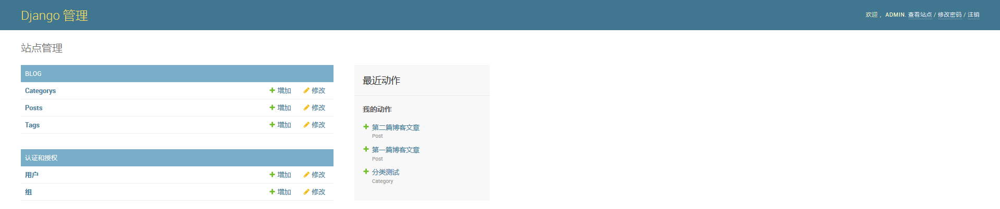 Django 管理
欢迎， ADMIN. 查看站点 / 修改密码 / 注销
站点管理
BLOG
Categorys 增加 修改
Posts 增加 修改
Tags 增加 修改
认证和授权
用户 增加 修改
组 增加 修改
最近动作
我的动作
第二篇博客文章
Post
第一篇博客文章
Post
分类测试
Category